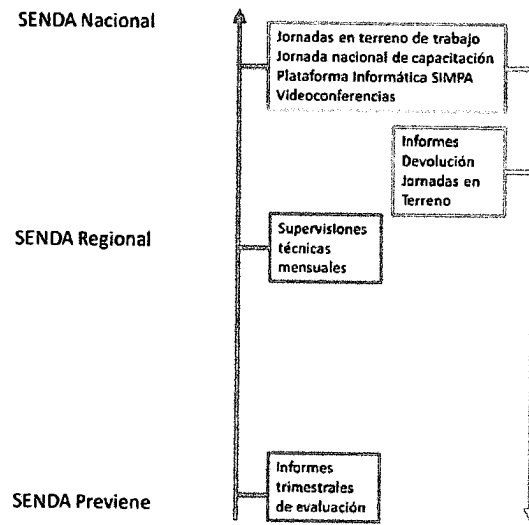 SENDA Nacional
Jornadas en terreno de trabajo
Jornada nacional de capacitación
Plataforma Informática SIMPA
Videoconferencias
Informes
Devolución
Jornadas en
Terreno
SENDA Regional
Supervisiones
técnicas
mensuales
Informes
trimestrales
de evaluación
SENDA Previene